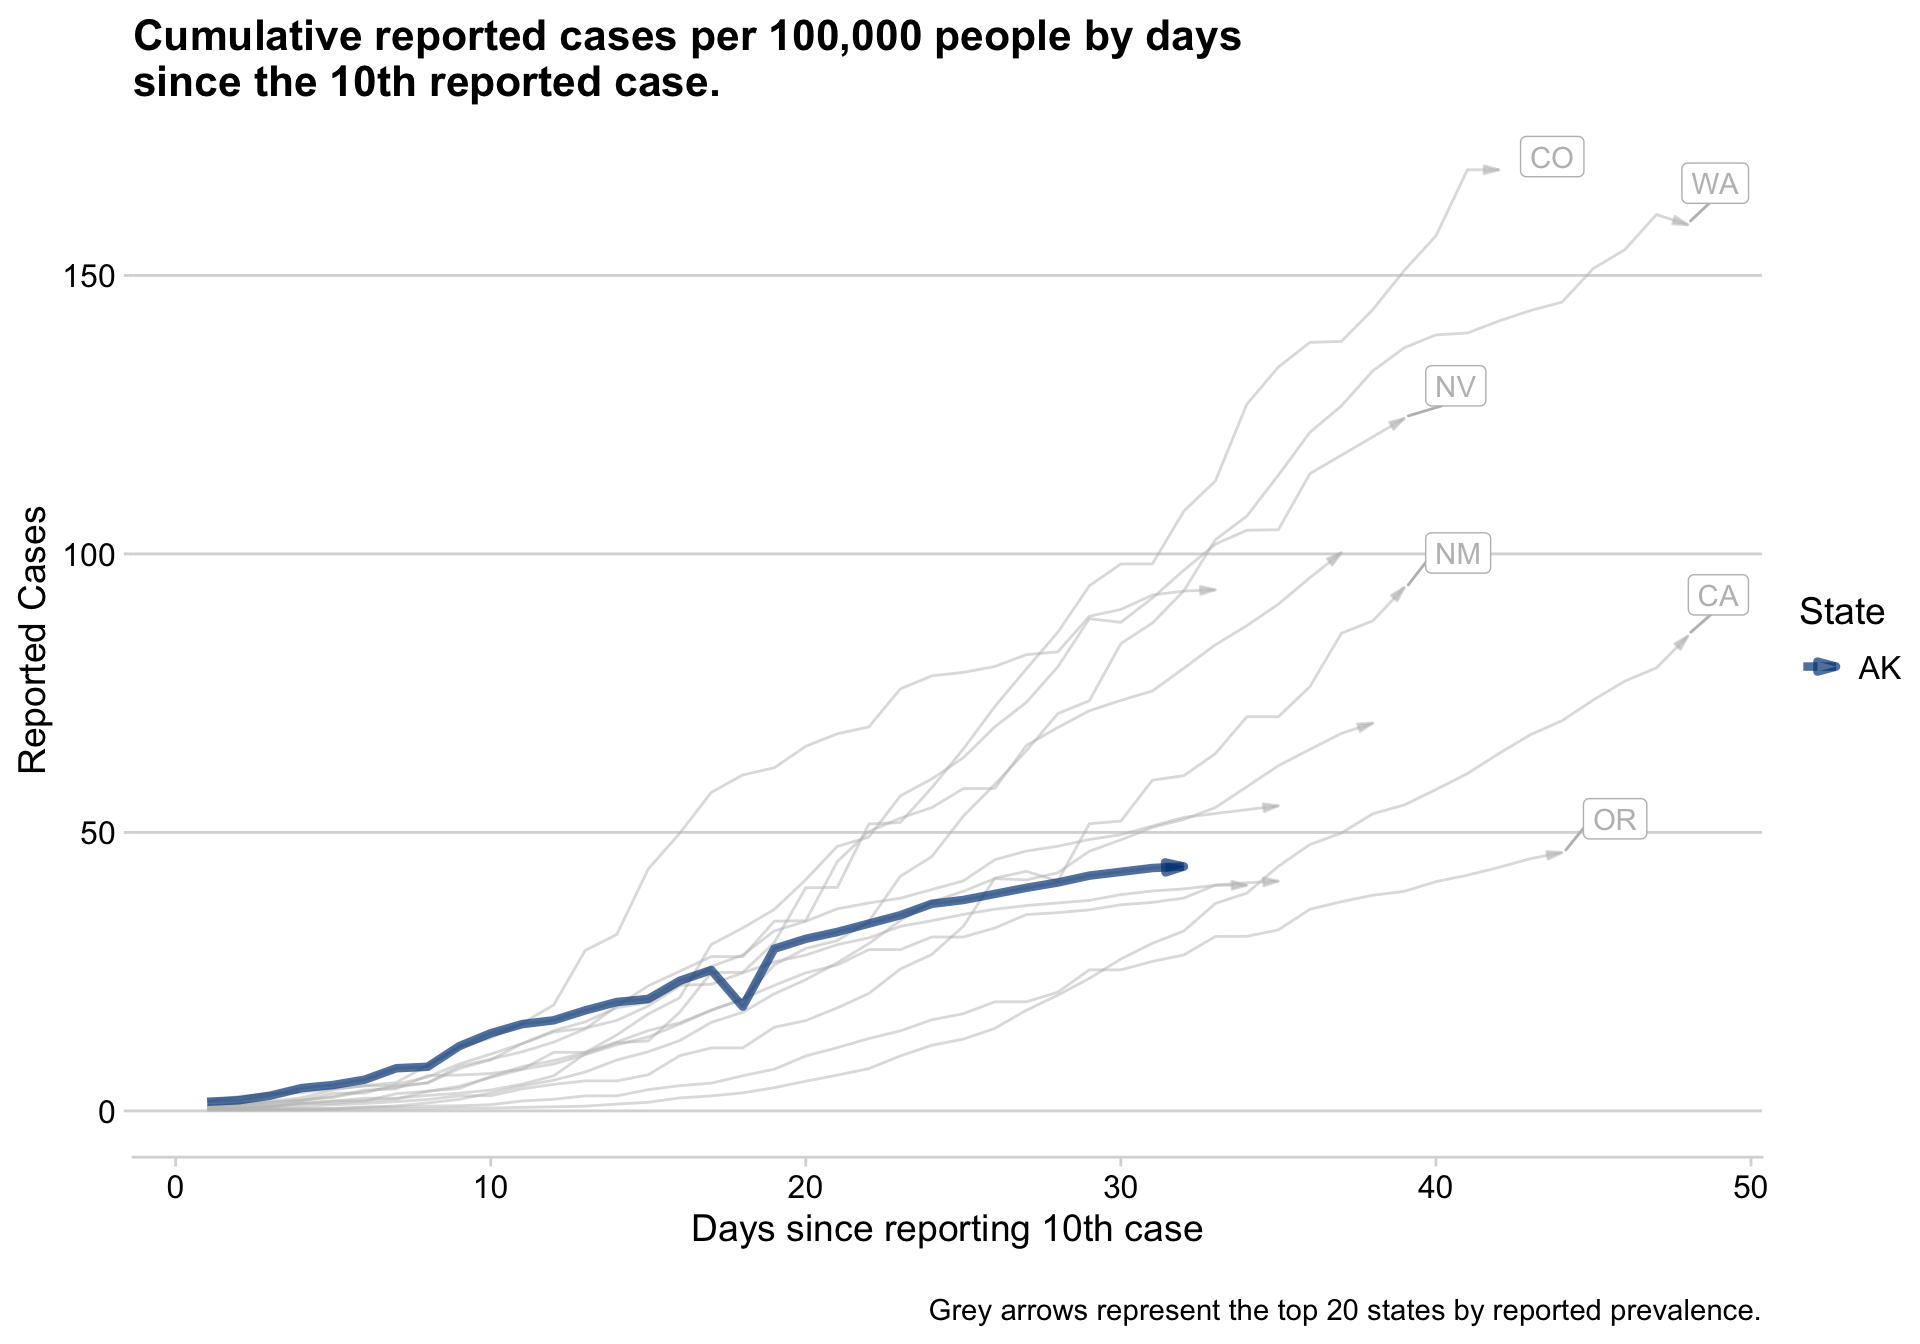 Cumulative reported cases per 100,000 people by days
since the 10th reported case.
CO
WA
150
NV
Reported Cases
100
NM
CA
State
AK
50
OR
0
0 10 20 30 40 50
Days since reporting 10th case
Grey arrows represent the top 20 states by reported prevalence.